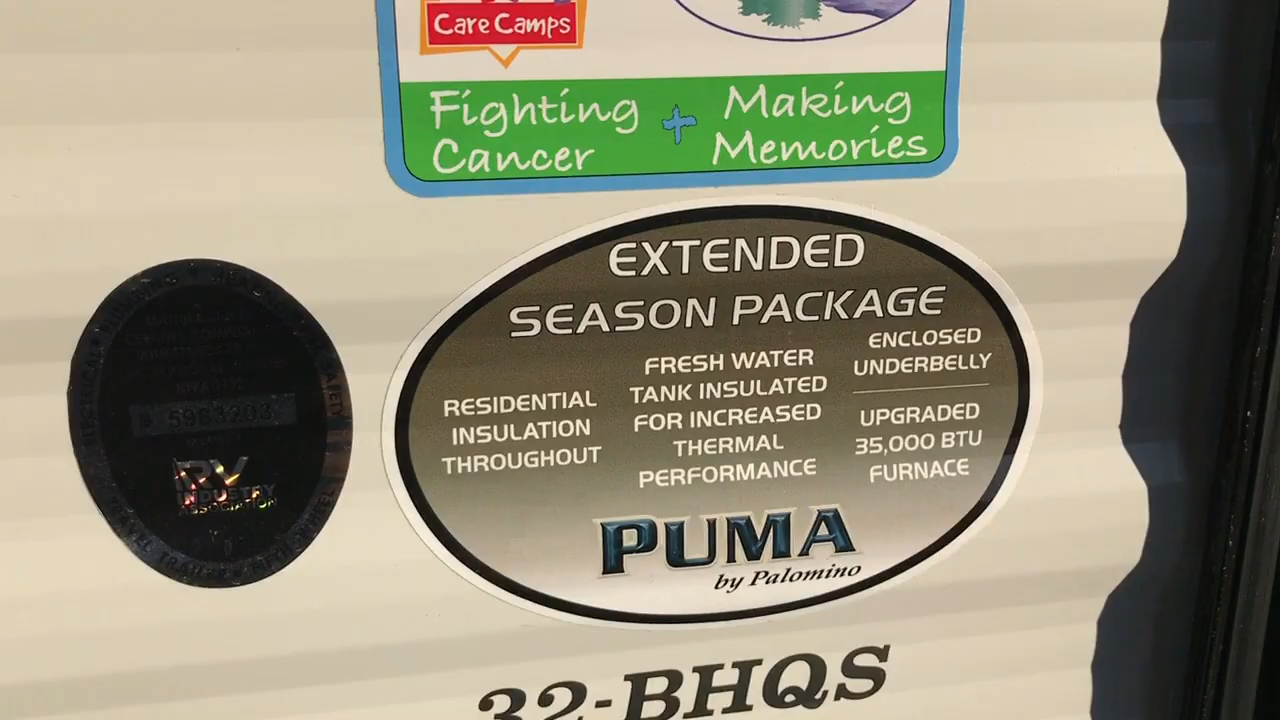 Care Camps
Fighting Cancer
+
Making Memories
EXTENDED
SEASON PACKAGE
RESIDENTIAL
INSULATION
THROUGHOUT
FRESH WATER
TANK INSULATED
FOR INCREASED
THERMAL
PERFORMANCE
ENCLOSED
UNDERBELLY
UPGRADED
35,000 BTU
FURNACE
PUMA
by Palomino
RV
INDUSTRY
ASSOCIATION
32-BHQS